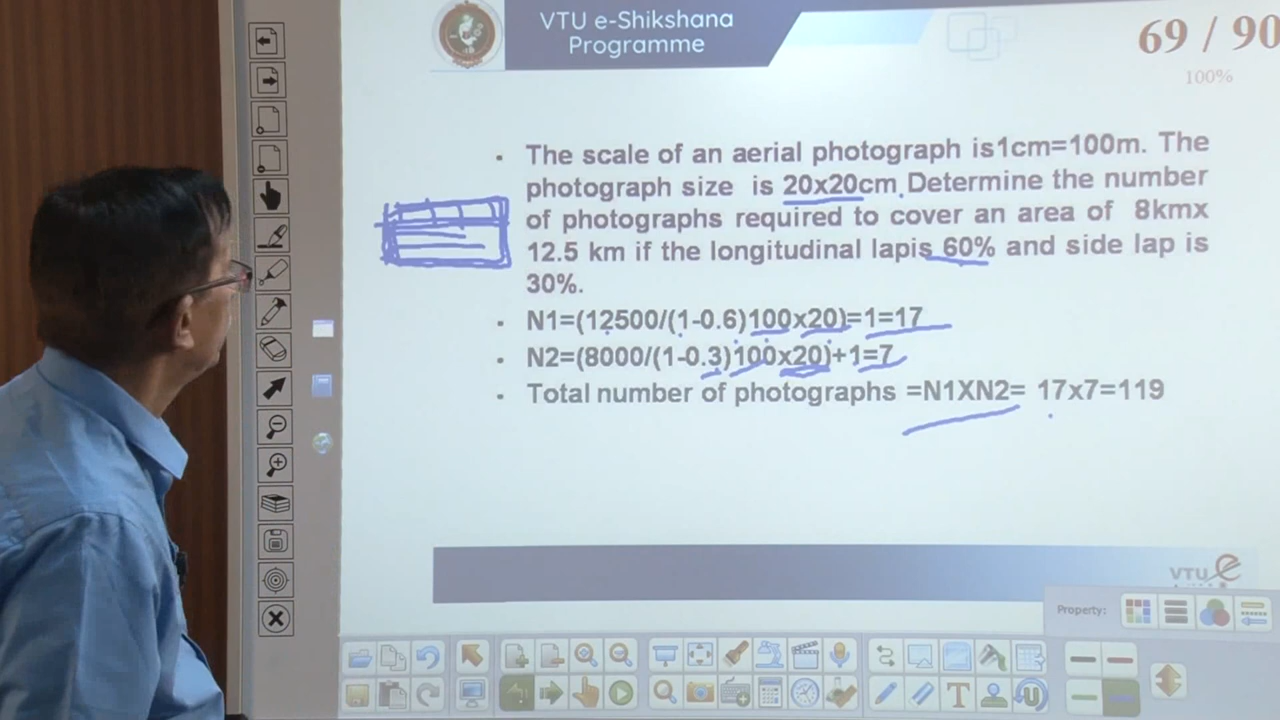 VTU e-Shikshana
Programme
69 / 90
100%
• The scale of an aerial photograph is1cm=100m. The
photograph size is 20x20cm. Determine the number
of photographs required to cover an area of 8kmx
12.5 km if the longitudinal lapis 60% and side lap is
30%.
• N1=(12500/(1-0.6)100x20)=1=17
• N2=(8000/(1-0.3)100x20)+1=7
• Total number of photographs =N1XN2= 17x7=119
VTU e
Property: